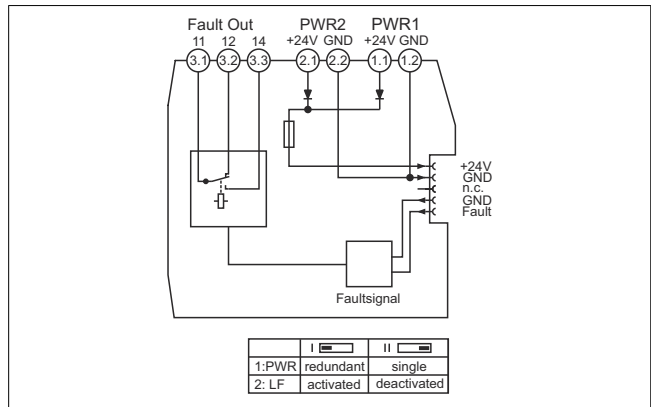 Fault Out PWR2 PWR1
11 12 14 +24V GND +24V GND
3.1 3.2 3.3 2.1 2.2 1.1 1.2
+24V
GND
n.c.
GND
Fault
Faultsignal
I II
1:PWR redundant single
2: LF activated deactivated